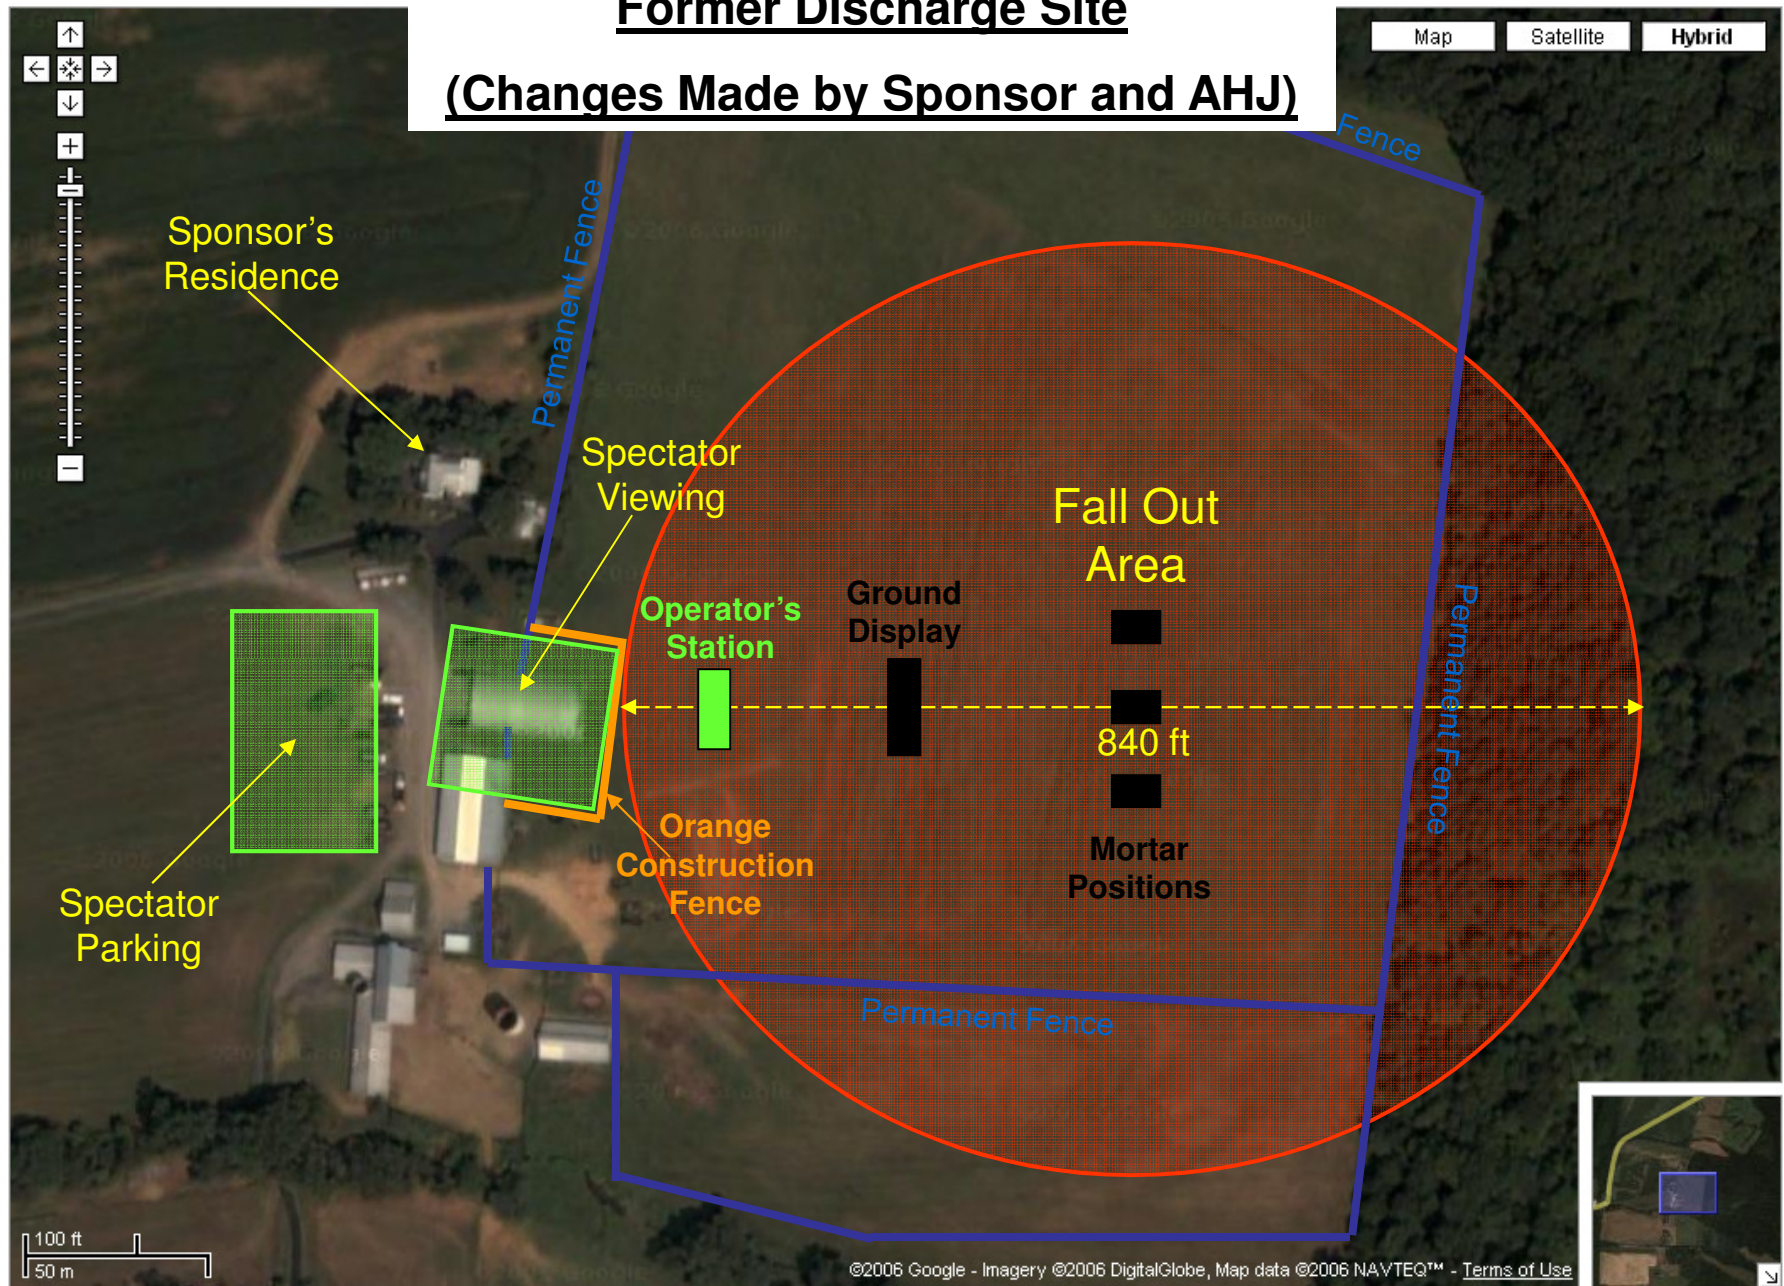 Former Discharge Site
(Changes Made by Sponsor and AHJ)
Map
Satellite
Hybrid
Fence
Permanent Fence
Sponsor’s
Residence
Spectator
Viewing
Fall Out
Area
Ground
Display
Operator’s
Station
Permanent Fence
840 ft
Orange
Construction
Fence
Mortar
Positions
Spectator
Parking
Permanent Fence
100 ft
50 m
©2006 Google - Imagery ©2006 DigitalGlobe, Map data ©2006 NAVTEQ™ - Terms of Use